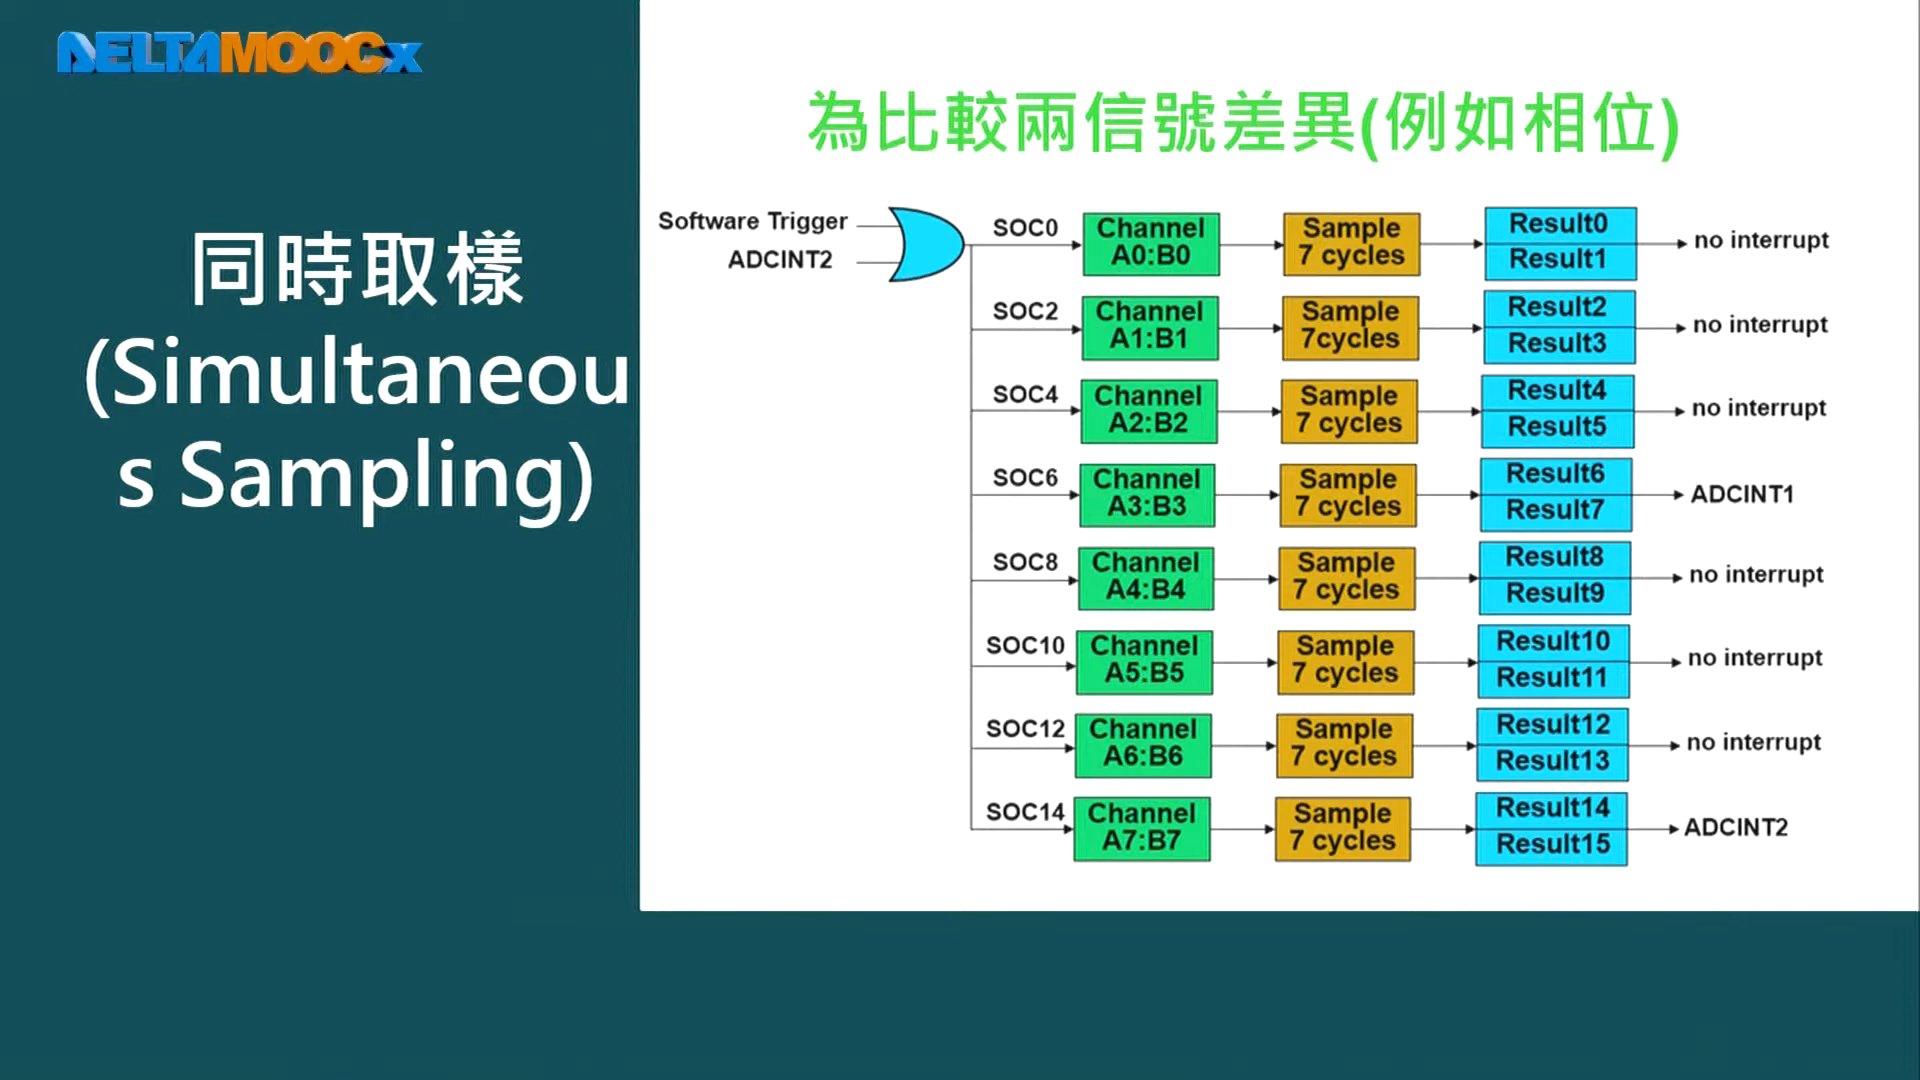 DELTAMOOCx
為比較兩信號差異(例如相位)
同時取樣
(Simultaneou
s Sampling)
Software Trigger
ADCINT2
SOC0
Channel
A0:B0
Sample
7 cycles
Result0
Result1
no interrupt
SOC2
Channel
A1:B1
Sample
7cycles
Result2
Result3
no interrupt
SOC4
Channel
A2:B2
Sample
7 cycles
Result4
Result5
no interrupt
SOC6
Channel
A3:B3
Sample
7 cycles
Result6
Result7
ADCINT1
SOC8
Channel
A4:B4
Sample
7 cycles
Result8
Result9
no interrupt
SOC10
Channel
A5:B5
Sample
7 cycles
Result10
Result11
no interrupt
SOC12
Channel
A6:B6
Sample
7 cycles
Result12
Result13
no interrupt
SOC14
Channel
A7:B7
Sample
7 cycles
Result14
Result15
ADCINT2